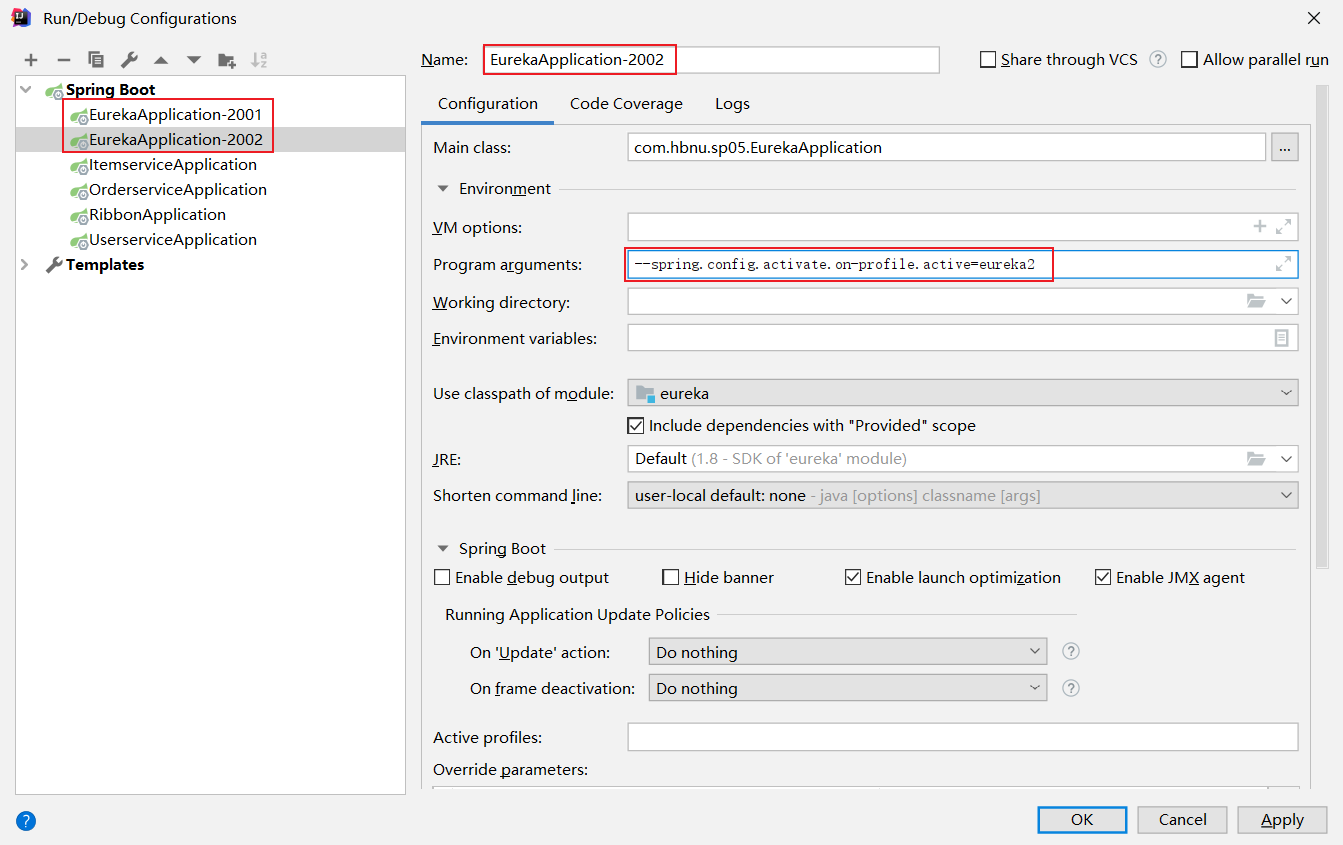 Run/Debug Configurations
Name: EurekaApplication-2002 Share through VCS ? Allow parallel run
Spring Boot
EurekaApplication-2001
EurekaApplication-2002
ItemserviceApplication
OrderserviceApplication
RibbonApplication
UserserviceApplication
Templates
Configuration Code Coverage Logs
Main class: com.hbnu.sp05.EurekaApplication ...
Environment
VM options:
Program arguments: --spring.config.activate.on-profile.active=eureka2
Working directory:
Environment variables:
Use classpath of module: eureka
Include dependencies with "Provided" scope
JRE: Default (1.8 - SDK of 'eureka' module)
Shorten command line: user-local default: none - java [options] classname [args]
Spring Boot
Enable debug output Hide banner Enable launch optimization Enable JMX agent
Running Application Update Policies
On 'Update' action: Do nothing ?
On frame deactivation: Do nothing ?
Active profiles:
Override parameters:
? OK Cancel Apply